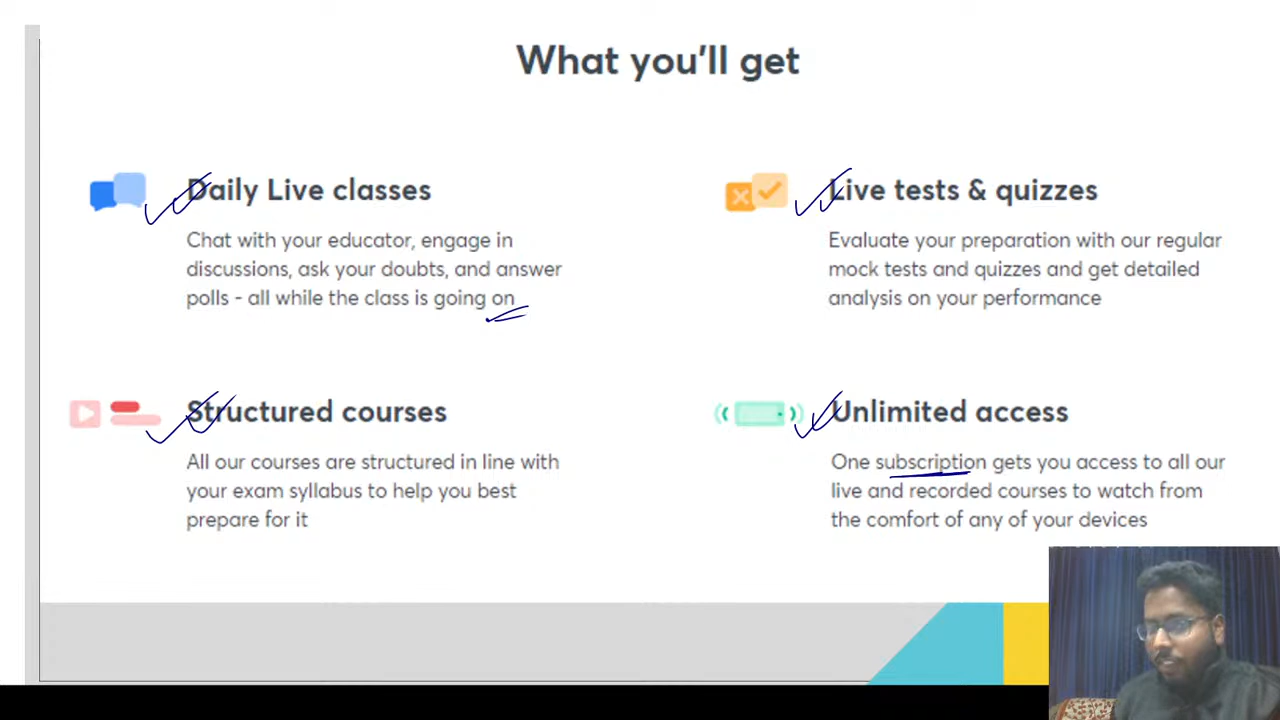 What you'll get
Daily Live classes
Chat with your educator, engage in
discussions, ask your doubts, and answer
polls - all while the class is going on
Live tests & quizzes
Evaluate your preparation with our regular
mock tests and quizzes and get detailed
analysis on your performance
Structured courses
All our courses are structured in line with
your exam syllabus to help you best
prepare for it
Unlimited access
One subscription gets you access to all our
live and recorded courses to watch from
the comfort of any of your devices